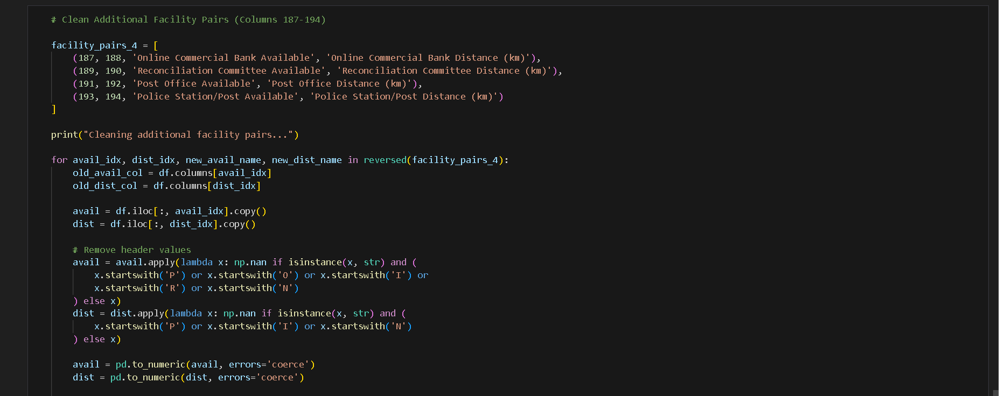 # Clean Additional Facility Pairs (Columns 187-194)
facility_pairs_4 = [
    (187, 188, 'Online Commercial Bank Available', 'Online Commercial Bank Distance (km)'),
    (189, 190, 'Reconciliation Committee Available', 'Reconciliation Committee Distance (km)'),
    (191, 192, 'Post Office Available', 'Post Office Distance (km)'),
    (193, 194, 'Police Station/Post Available', 'Police Station/Post Distance (km)')
]
print("Cleaning additional facility pairs...")
for avail_idx, dist_idx, new_avail_name, new_dist_name in reversed(facility_pairs_4):
    old_avail_col = df.columns[avail_idx]
    old_dist_col = df.columns[dist_idx]
    avail = df.iloc[:, avail_idx].copy()
    dist = df.iloc[:, dist_idx].copy()
    # Remove header values
    avail = avail.apply(lambda x: np.nan if isinstance(x, str) and (
        x.startswith('P') or x.startswith('O') or x.startswith('I') or
        x.startswith('R') or x.startswith('N')
    ) else x)
    dist = dist.apply(lambda x: np.nan if isinstance(x, str) and (
        x.startswith('P') or x.startswith('I') or x.startswith('N')
    ) else x)
    avail = pd.to_numeric(avail, errors='coerce')
    dist = pd.to_numeric(dist, errors='coerce')